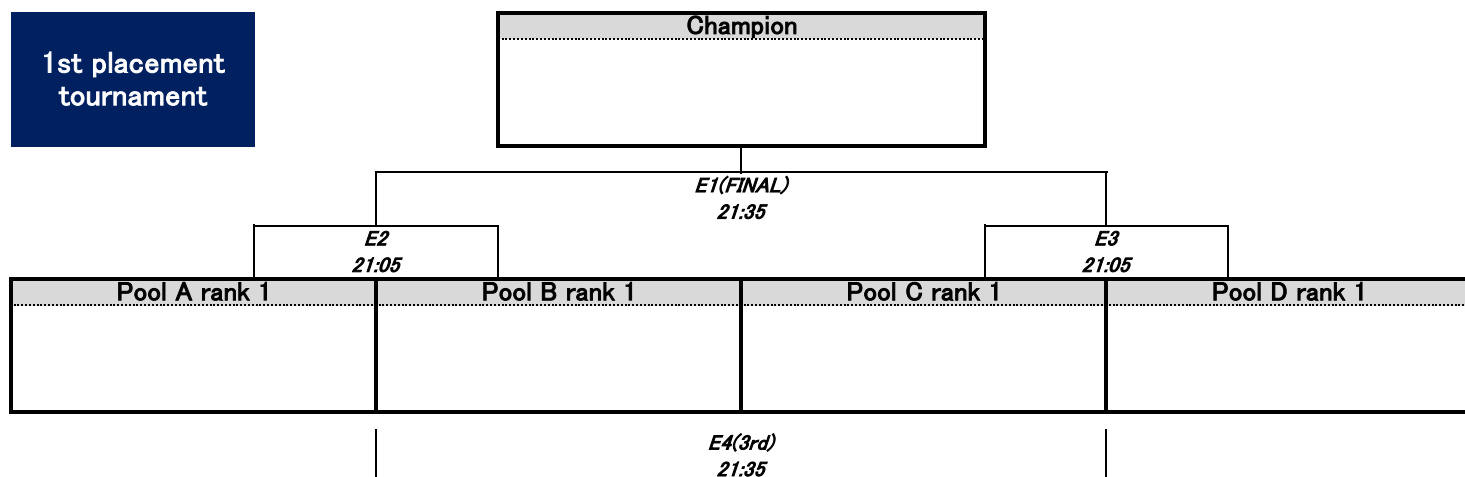 1st placement
tournament
Champion
E1(FINAL)
21:35
E2
21:05
E3
21:05
Pool A rank 1
Pool B rank 1
Pool C rank 1
Pool D rank 1
E4(3rd)
21:35